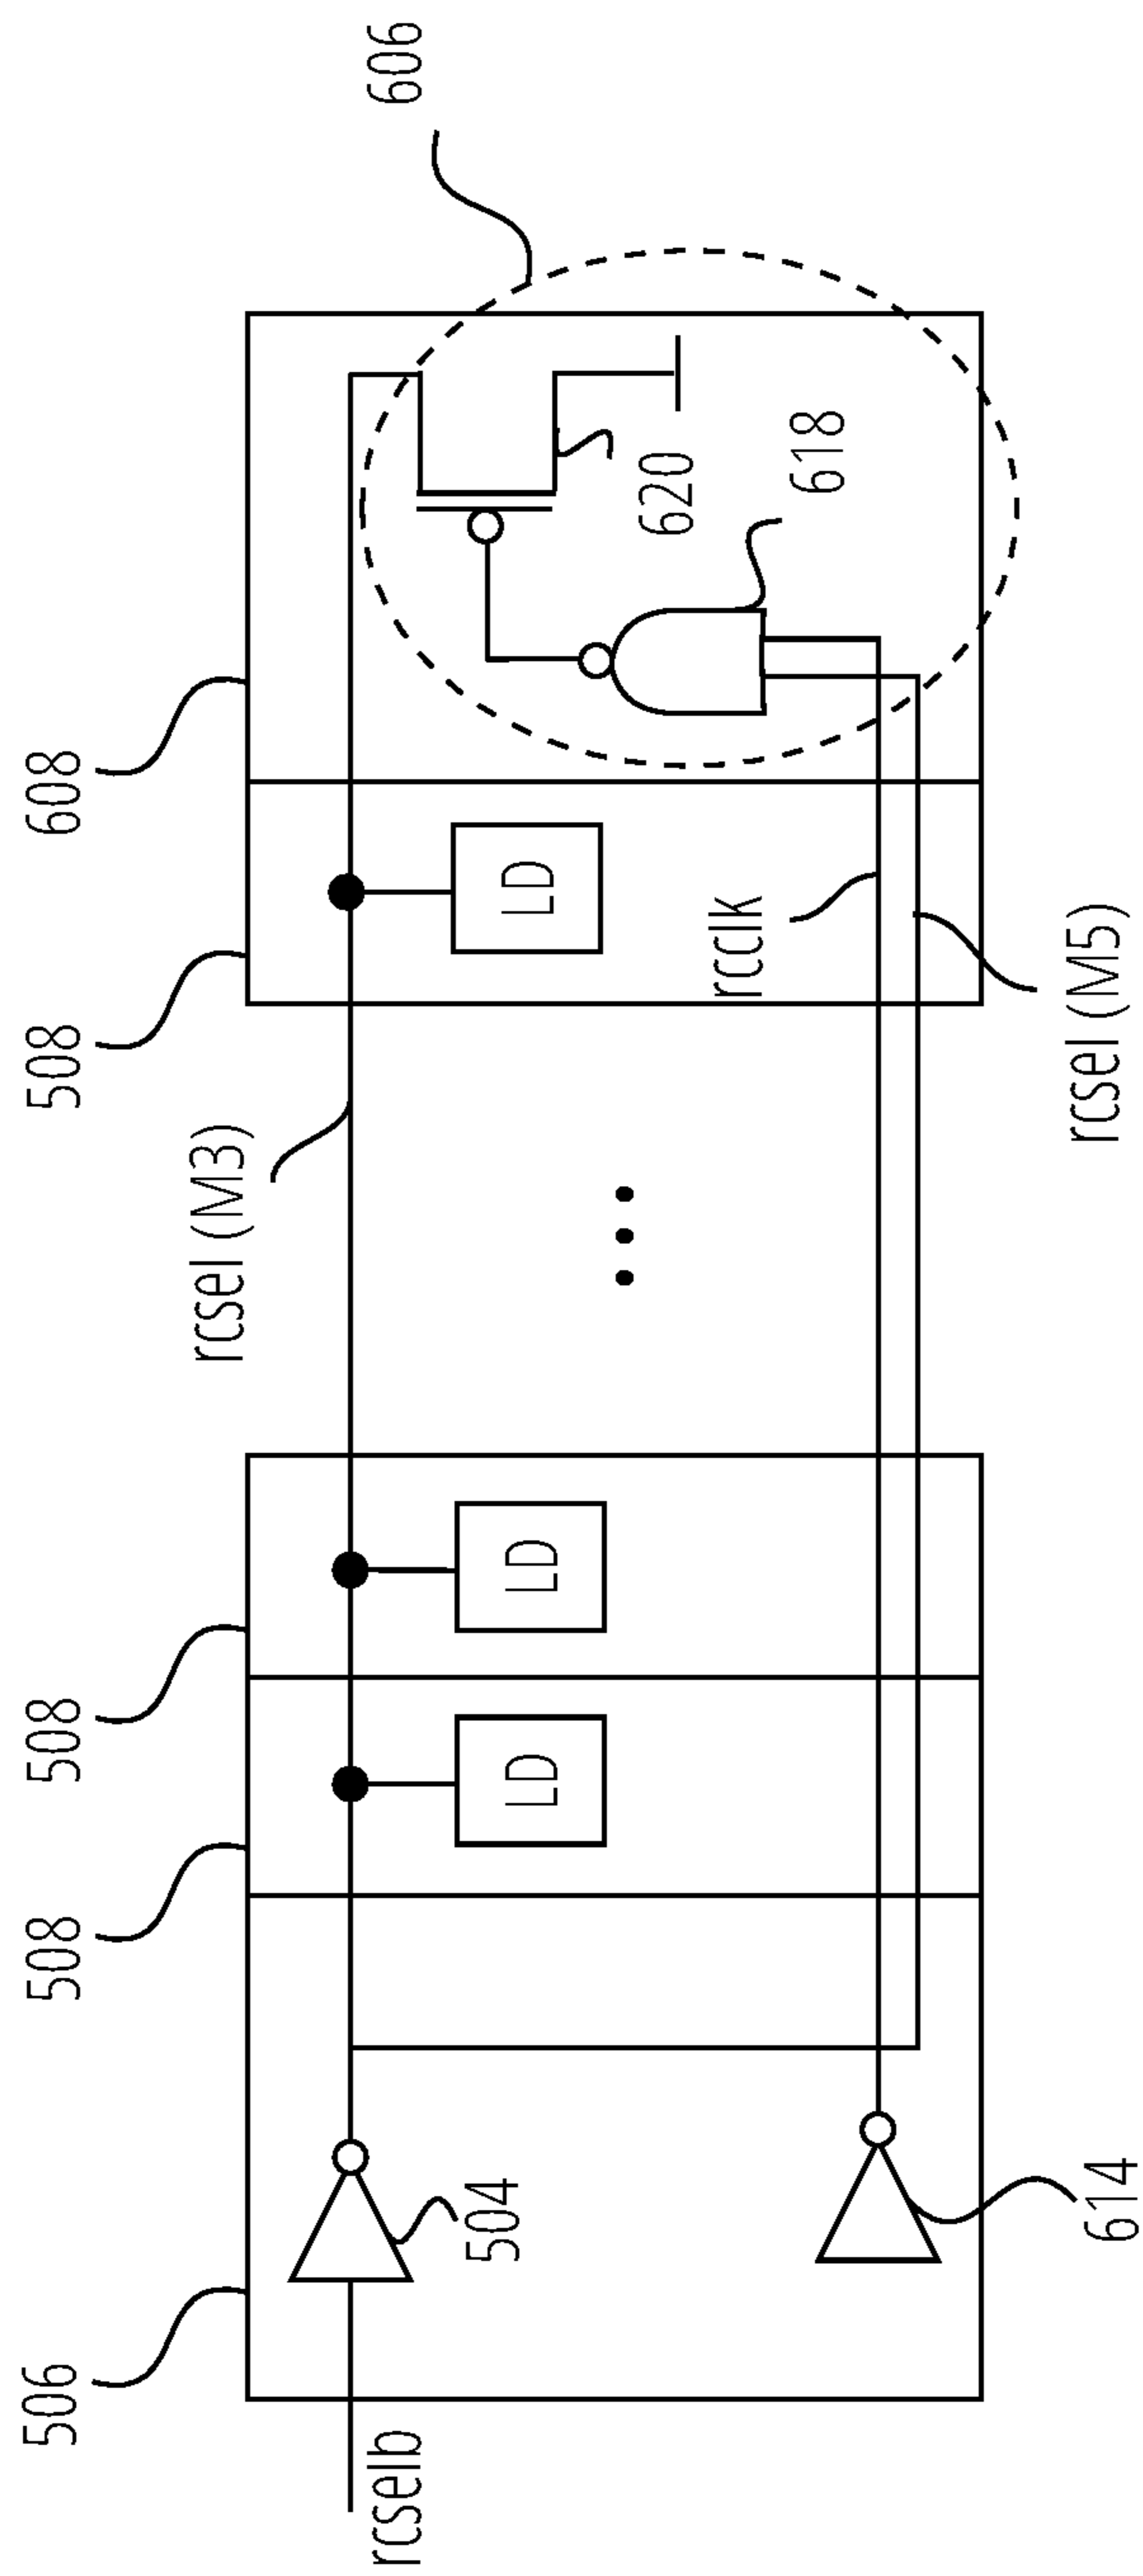 506
508
508
508
608
606
rcselb
504
rcsel (M3)
LD
LD
LD
620
618
rcclk
614
rcsel (M5)